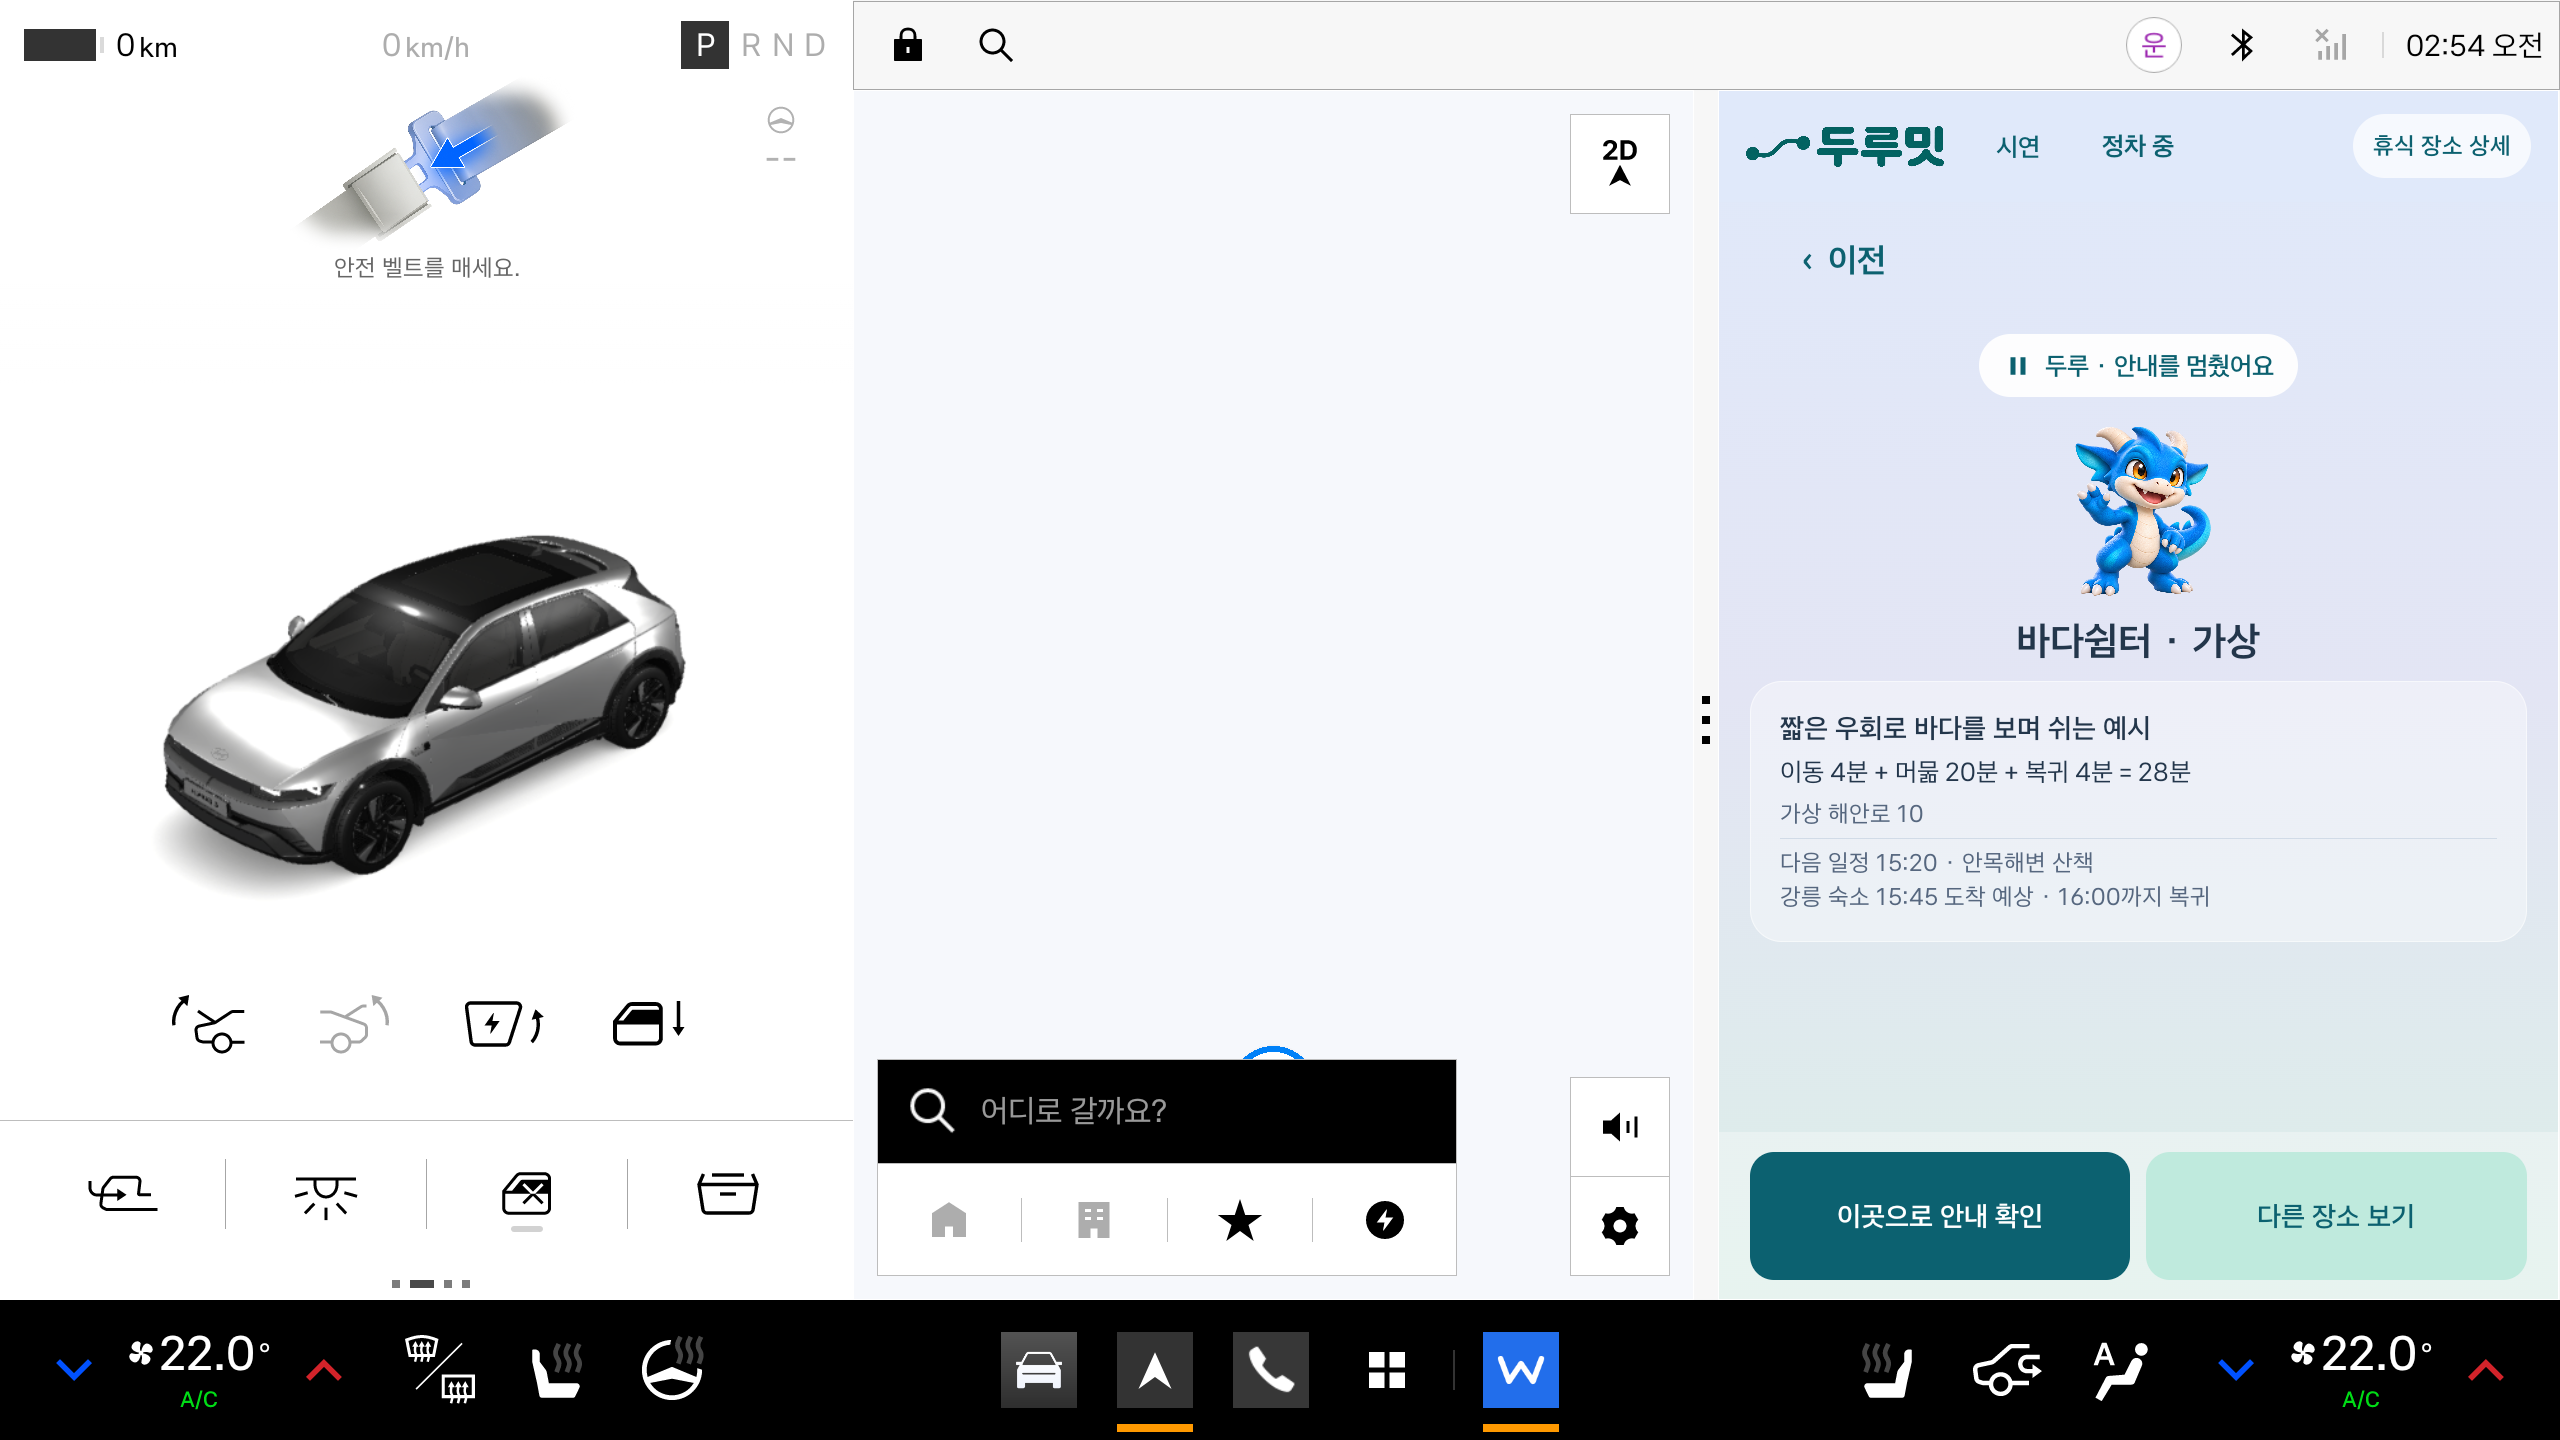 0 km
0 km/h
P R N D
안전 벨트를 매세요.
운
02:54 오전
2D
어디로 갈까요?
두루밋
시연
정차 중
휴식 장소 상세
‹ 이전
두루 · 안내를 멈췄어요
바다쉼터 · 가상
짧은 우회로 바다를 보며 쉬는 예시
이동 4분 + 머묾 20분 + 복귀 4분 = 28분
가상 해안로 10
다음 일정 15:20 · 안목해변 산책
강릉 숙소 15:45 도착 예상 · 16:00까지 복귀
이곳으로 안내 확인
다른 장소 보기
22.0°
A/C
A
22.0°
A/C